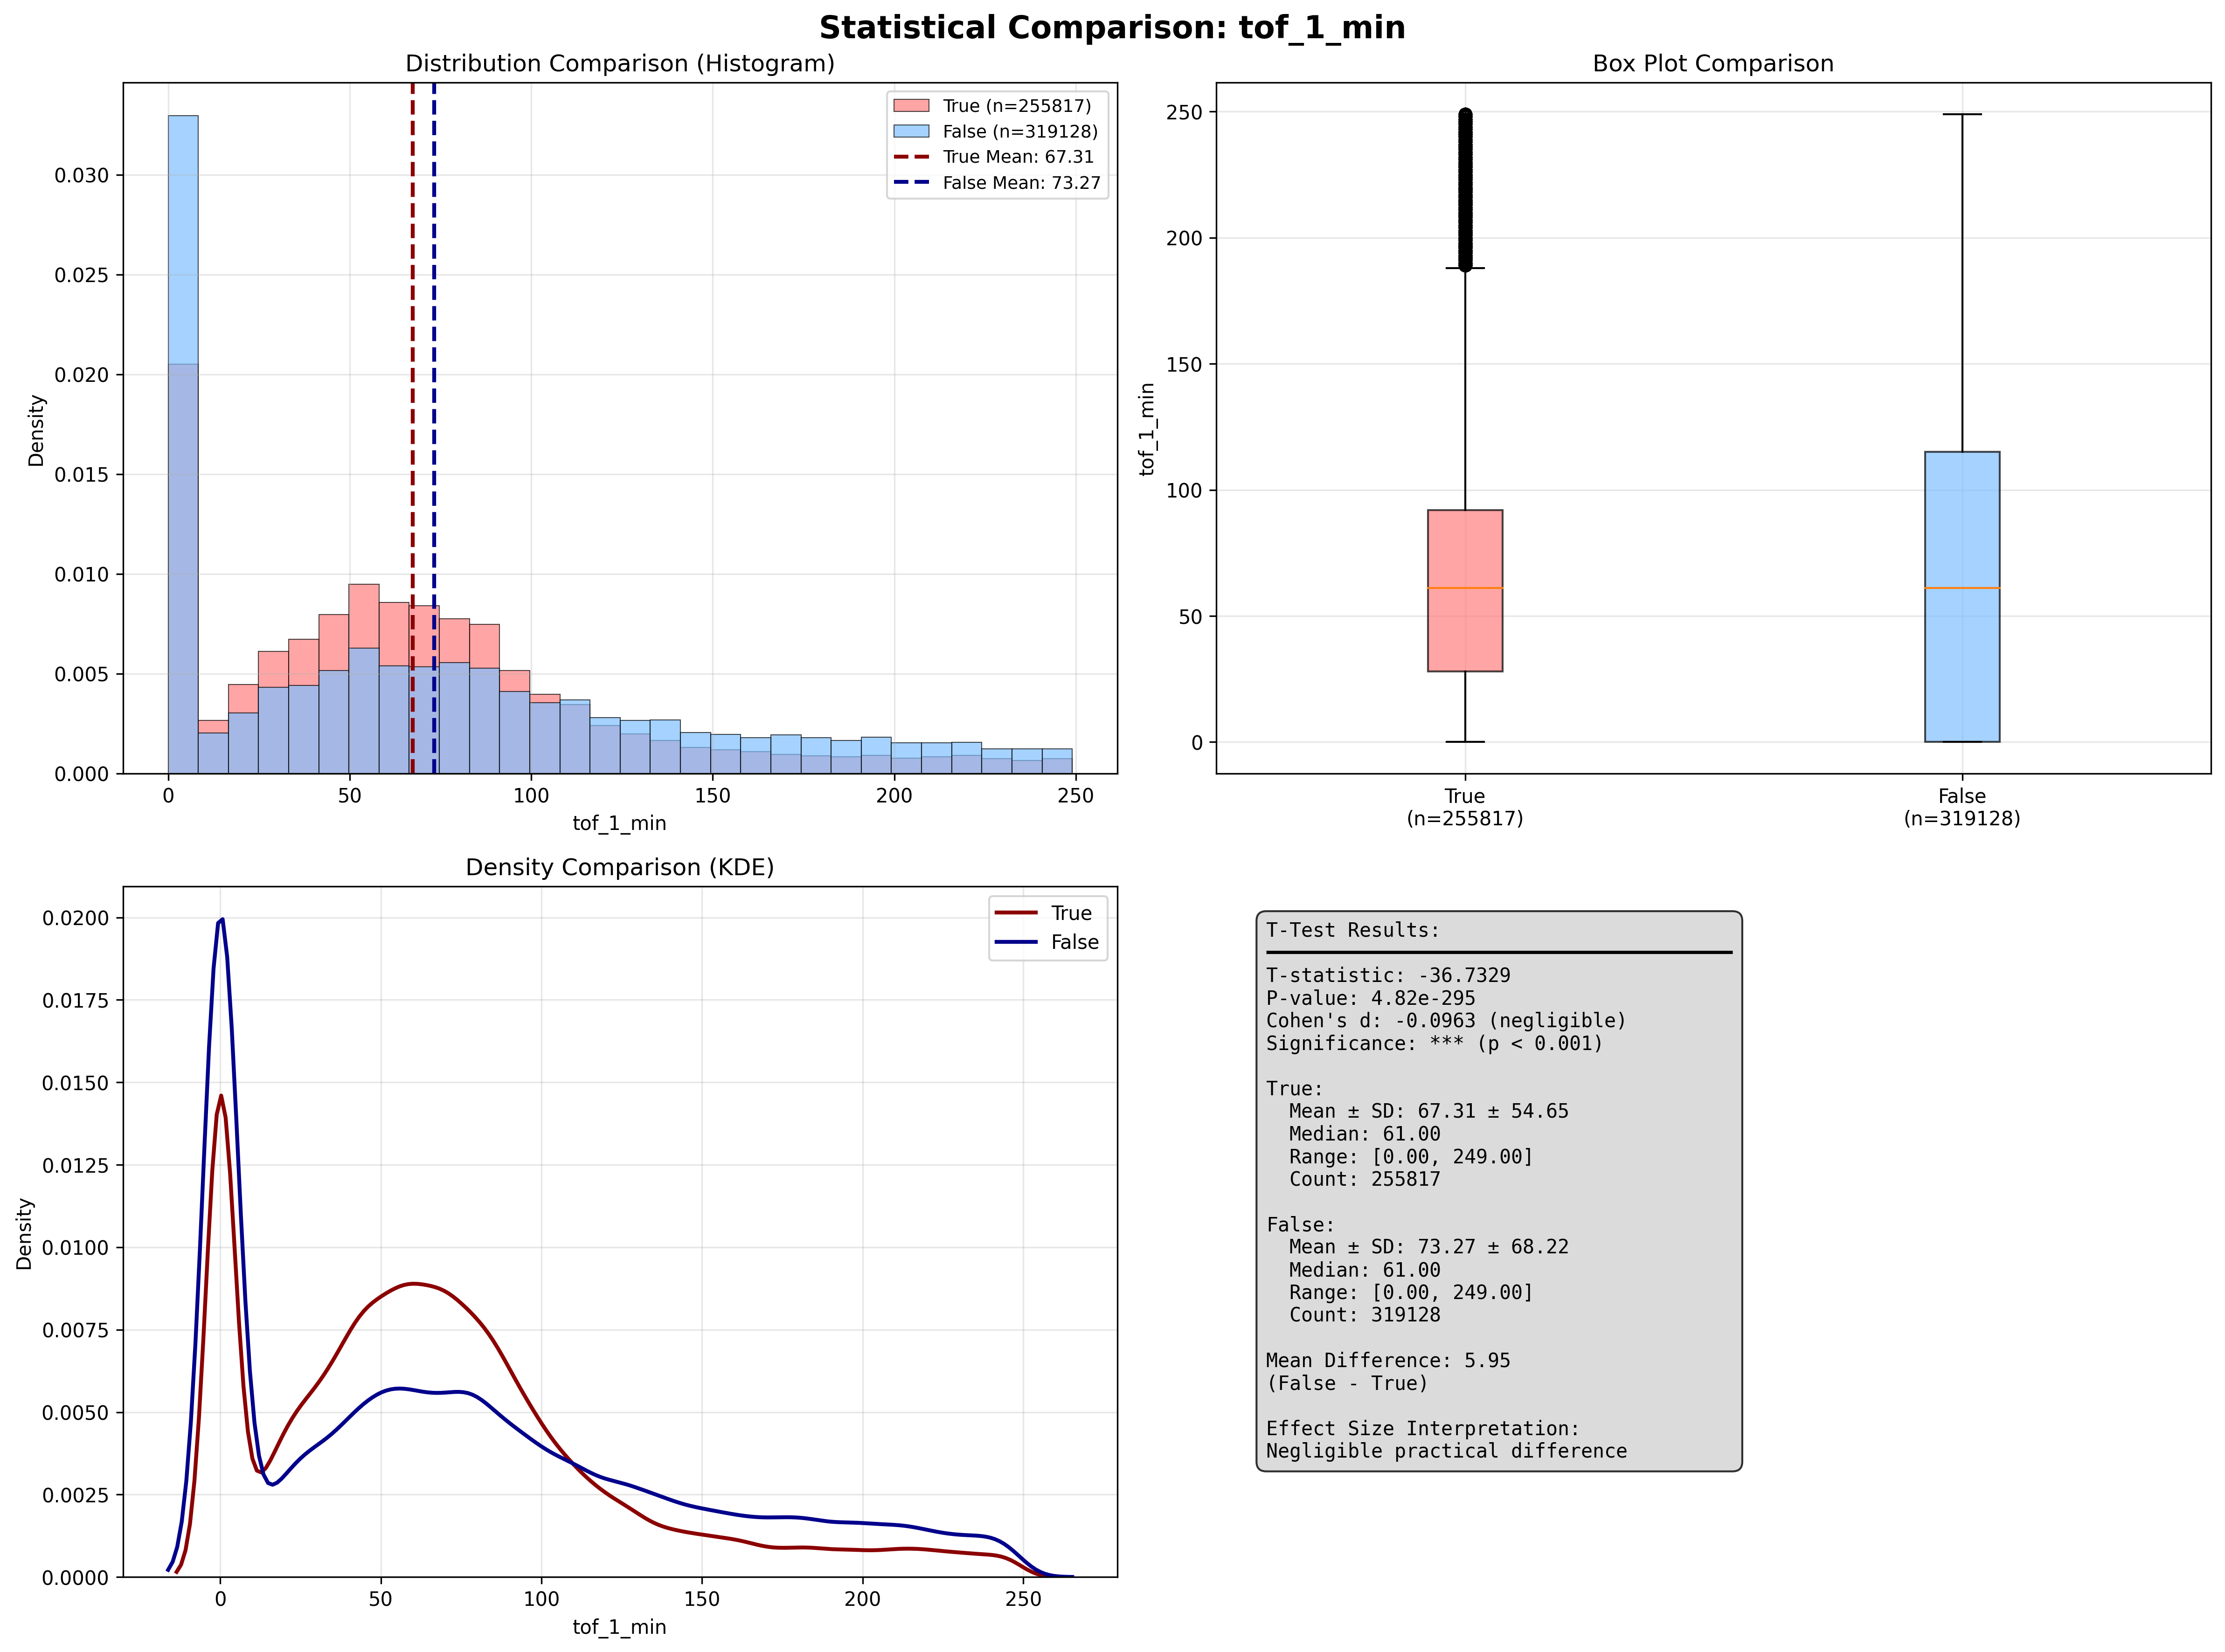 Statistical Comparison: tof_1_min
Distribution Comparison (Histogram)
Density
0.030
0.025
0.020
0.015
0.010
0.005
0.000
0
50
100
150
200
250
tof_1_min
True (n=255817)
False (n=319128)
True Mean: 67.31
False Mean: 73.27
Box Plot Comparison
tof_1_min
250
200
150
100
50
0
True
(n=255817)
False
(n=319128)
Density Comparison (KDE)
Density
0.0200
0.0175
0.0150
0.0125
0.0100
0.0075
0.0050
0.0025
0.0000
0
50
100
150
200
250
tof_1_min
True
False
T-Test Results:
T-statistic: -36.7329
P-value: 4.82e-295
Cohen's d: -0.0963 (negligible)
Significance: *** (p < 0.001)
True:
Mean ± SD: 67.31 ± 54.65
Median: 61.00
Range: [0.00, 249.00]
Count: 255817
False:
Mean ± SD: 73.27 ± 68.22
Median: 61.00
Range: [0.00, 249.00]
Count: 319128
Mean Difference: 5.95
(False - True)
Effect Size Interpretation:
Negligible practical difference